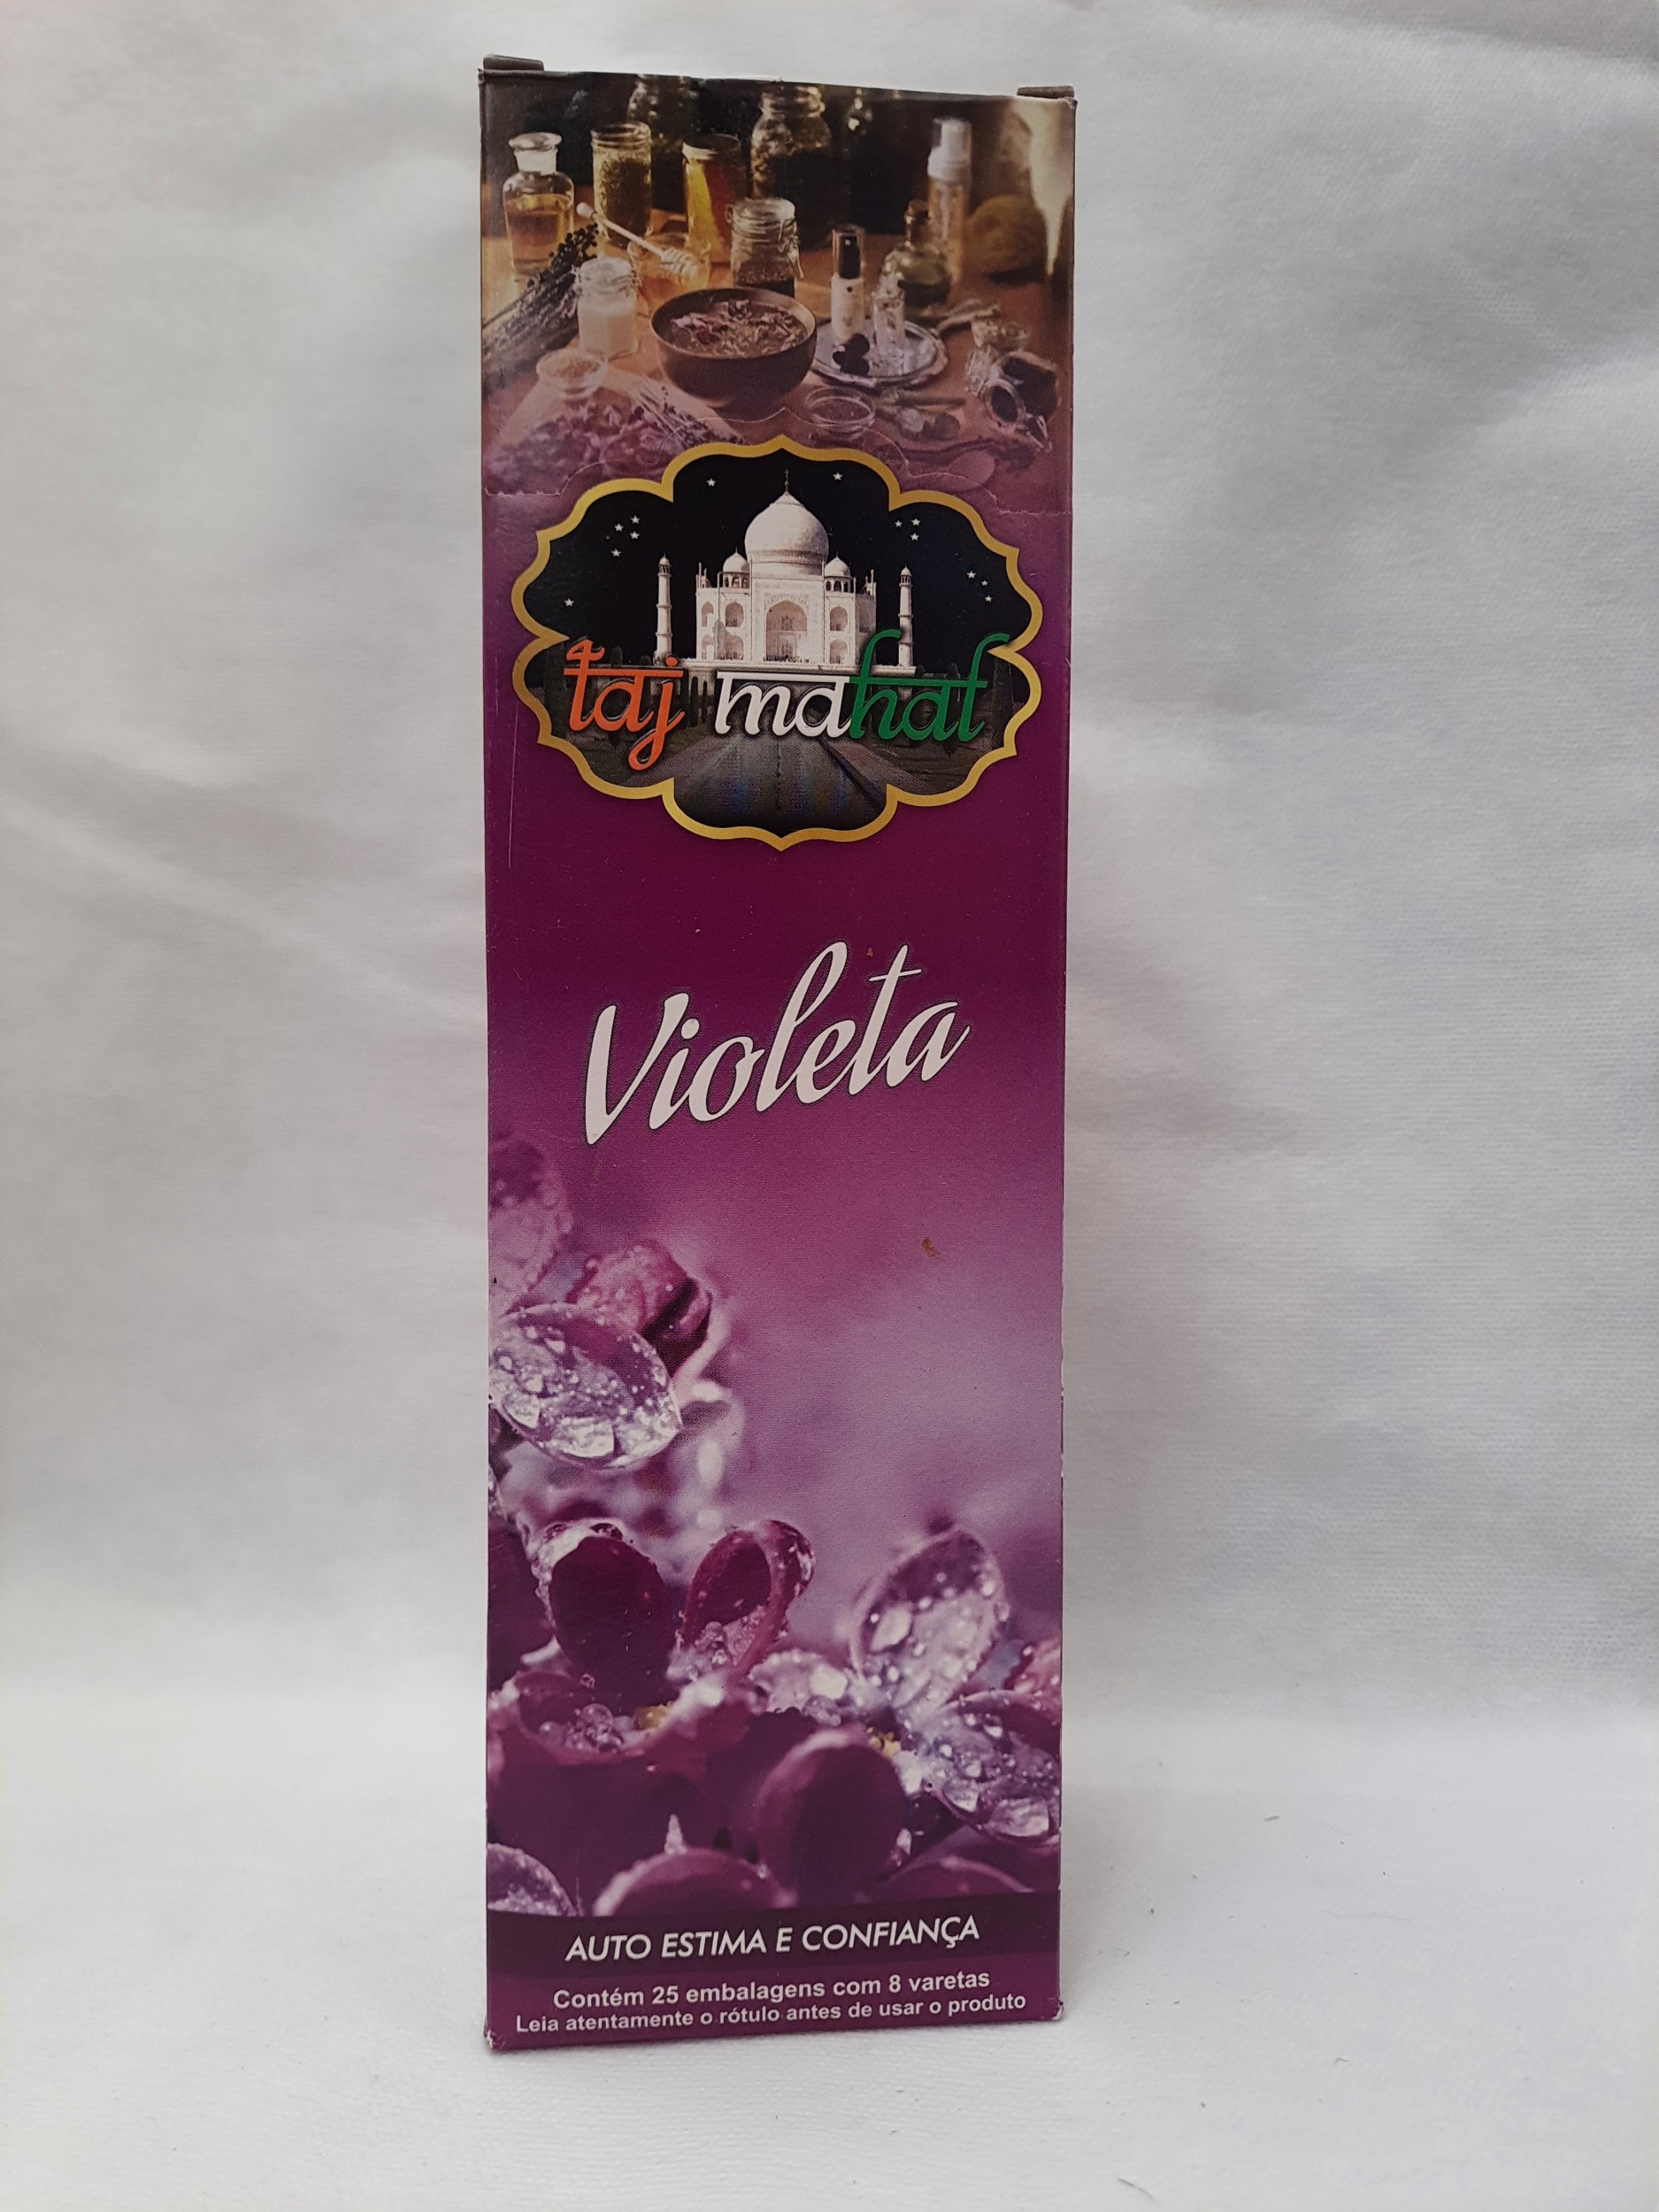 taj mahal
Violeta
AUTO ESTIMA E CONFIANÇA
Contém 25 embalagens com 8 varetas
Leia atentamente o rótulo antes de usar o produto